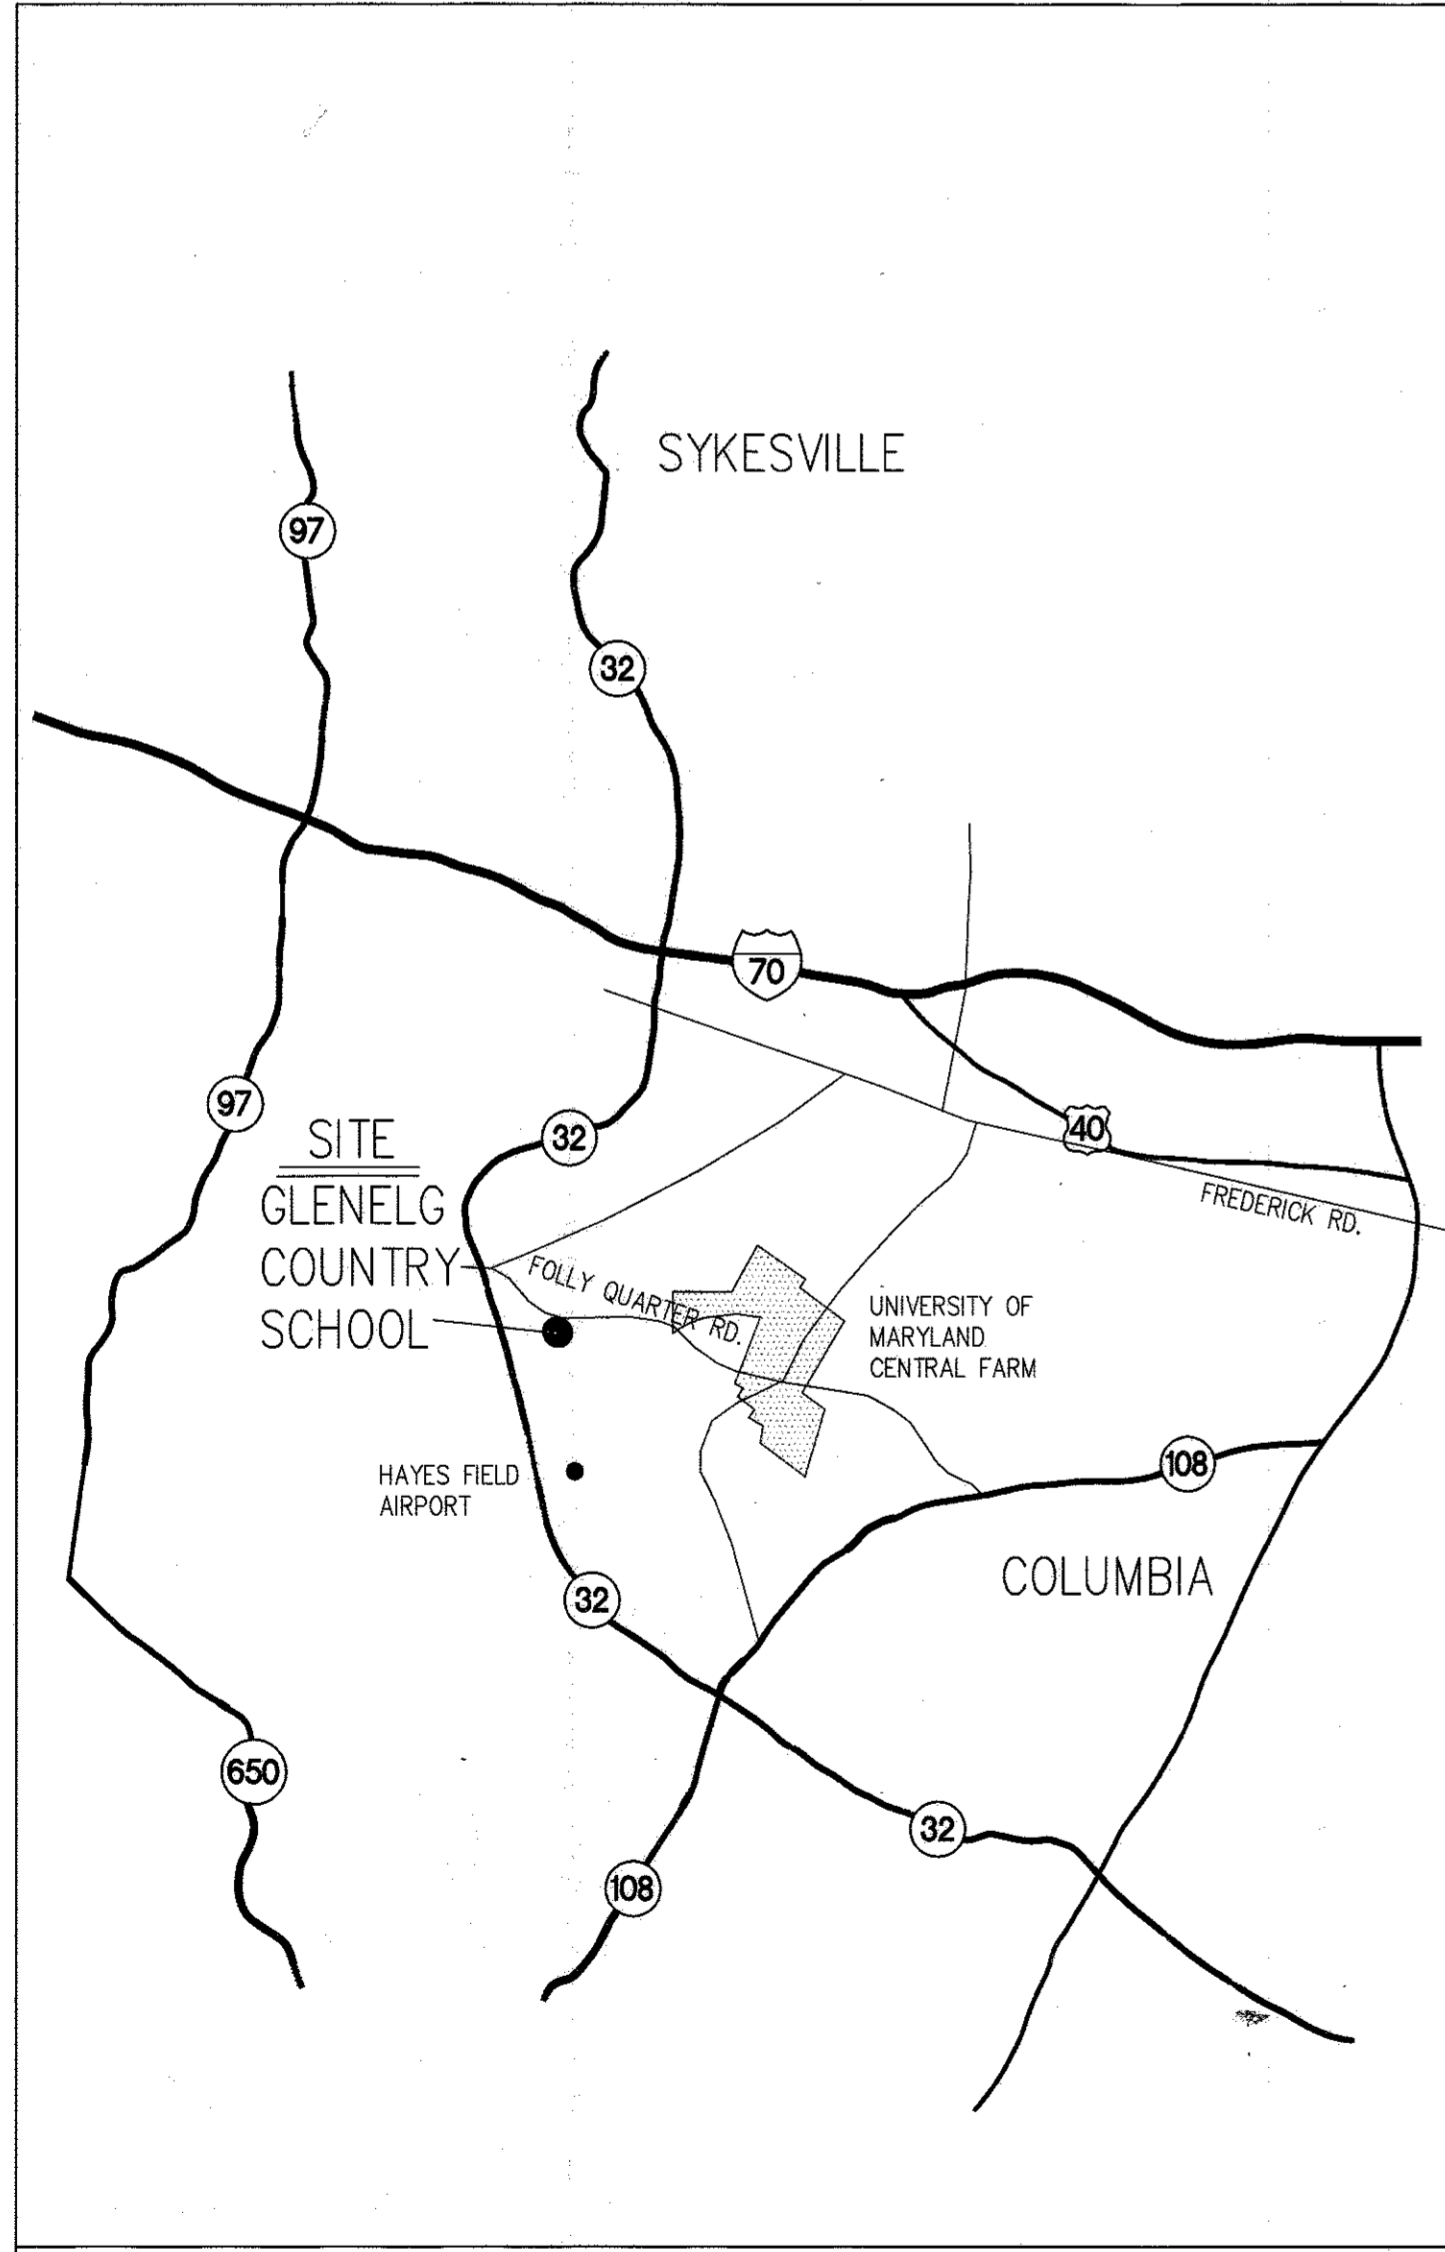 SYKESVILLE
97
32
70
97
32
40
SITE
GLENELG
COUNTRY
SCHOOL
FREDERICK RD.
FOLLY QUARTER RD.
UNIVERSITY OF
MARYLAND
CENTRAL FARM
HAYES FIELD
AIRPORT
108
COLUMBIA
32
650
32
108